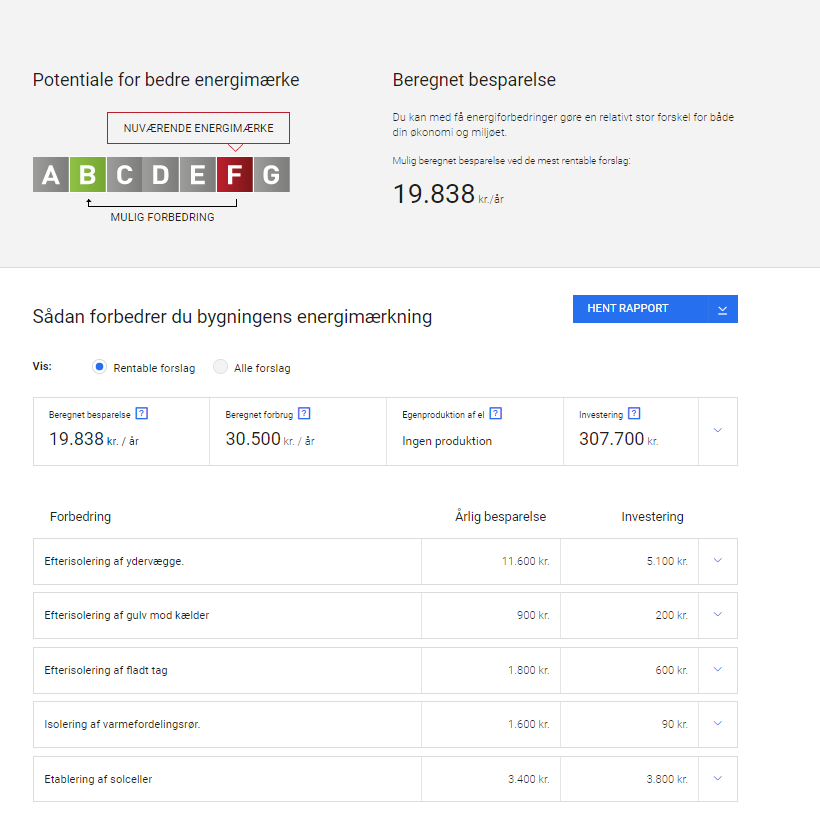 Potentiale for bedre energimærke
Beregnet besparelse
NUVÆRENDE ENERGIMÆRKE
A B C D E F G
MULIG FORBEDRING
Du kan med få energiforbedringer gøre en relativt stor forskel for både
din økonomi og miljøet.
Mulig beregnet besparelse ved de mest rentable forslag:
19.838 kr./år
Sådan forbedrer du bygningens energimærkning
HENT RAPPORT
Vis: Rentable forslag Alle forslag
Beregnet besparelse ? Beregnet forbrug ? Egenproduktion af el ? Investering ?
19.838 kr. / år 30.500 kr. / år Ingen produktion 307.700 kr.
Forbedring Årlig besparelse Investering
Efterisolering af ydervægge. 11.600 kr. 5.100 kr.
Efterisolering af gulv mod kælder 900 kr. 200 kr.
Efterisolering af fladt tag 1.800 kr. 600 kr.
Isolering af varmefordelingsrør. 1.600 kr. 90 kr.
Etablering af solceller 3.400 kr. 3.800 kr.